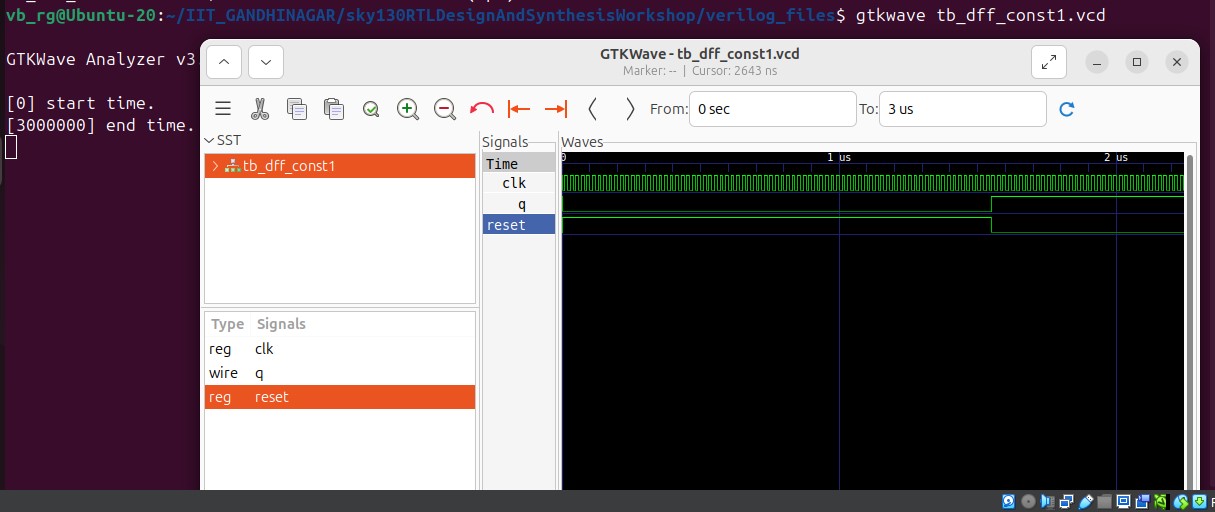 vb_rg@Ubuntu-20:~/IIT_GANDHINAGAR/sky130RTLDesignAndSynthesisWorkshop/verilog_files$ gtkwave tb_dff_const1.vcd
GTKWave Analyzer v3
[0] start time.
[3000000] end time.
GTKWave - tb_dff_const1.vcd
Marker: -- | Cursor: 2643 ns
From: 0 sec To: 3 us
SST
tb_dff_const1
Type Signals
reg clk
wire q
reg reset
Signals
Time
clk
q
reset
Waves
0 1 us 2 us